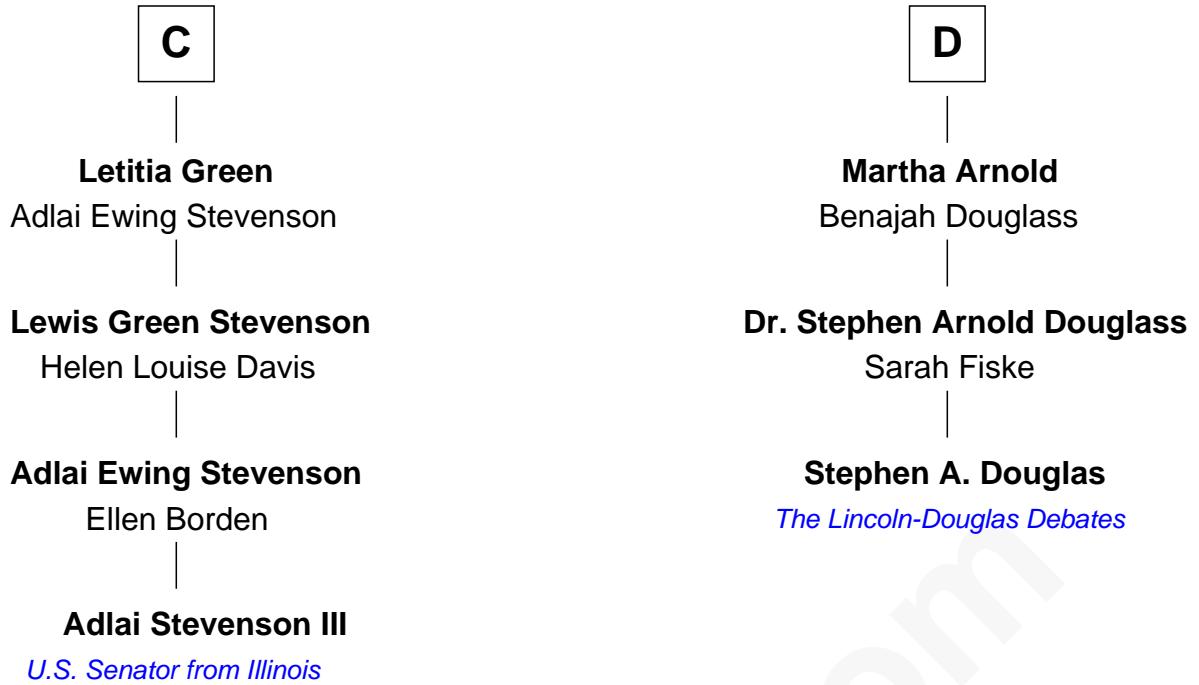 C
Letitia Green
Adlai Ewing Stevenson
Lewis Green Stevenson
Helen Louise Davis
Adlai Ewing Stevenson
Ellen Borden
Adlai Stevenson III
U.S. Senator from Illinois
D
Martha Arnold
Benajah Douglass
Dr. Stephen Arnold Douglass
Sarah Fiske
Stephen A. Douglas
The Lincoln-Douglas Debates
om